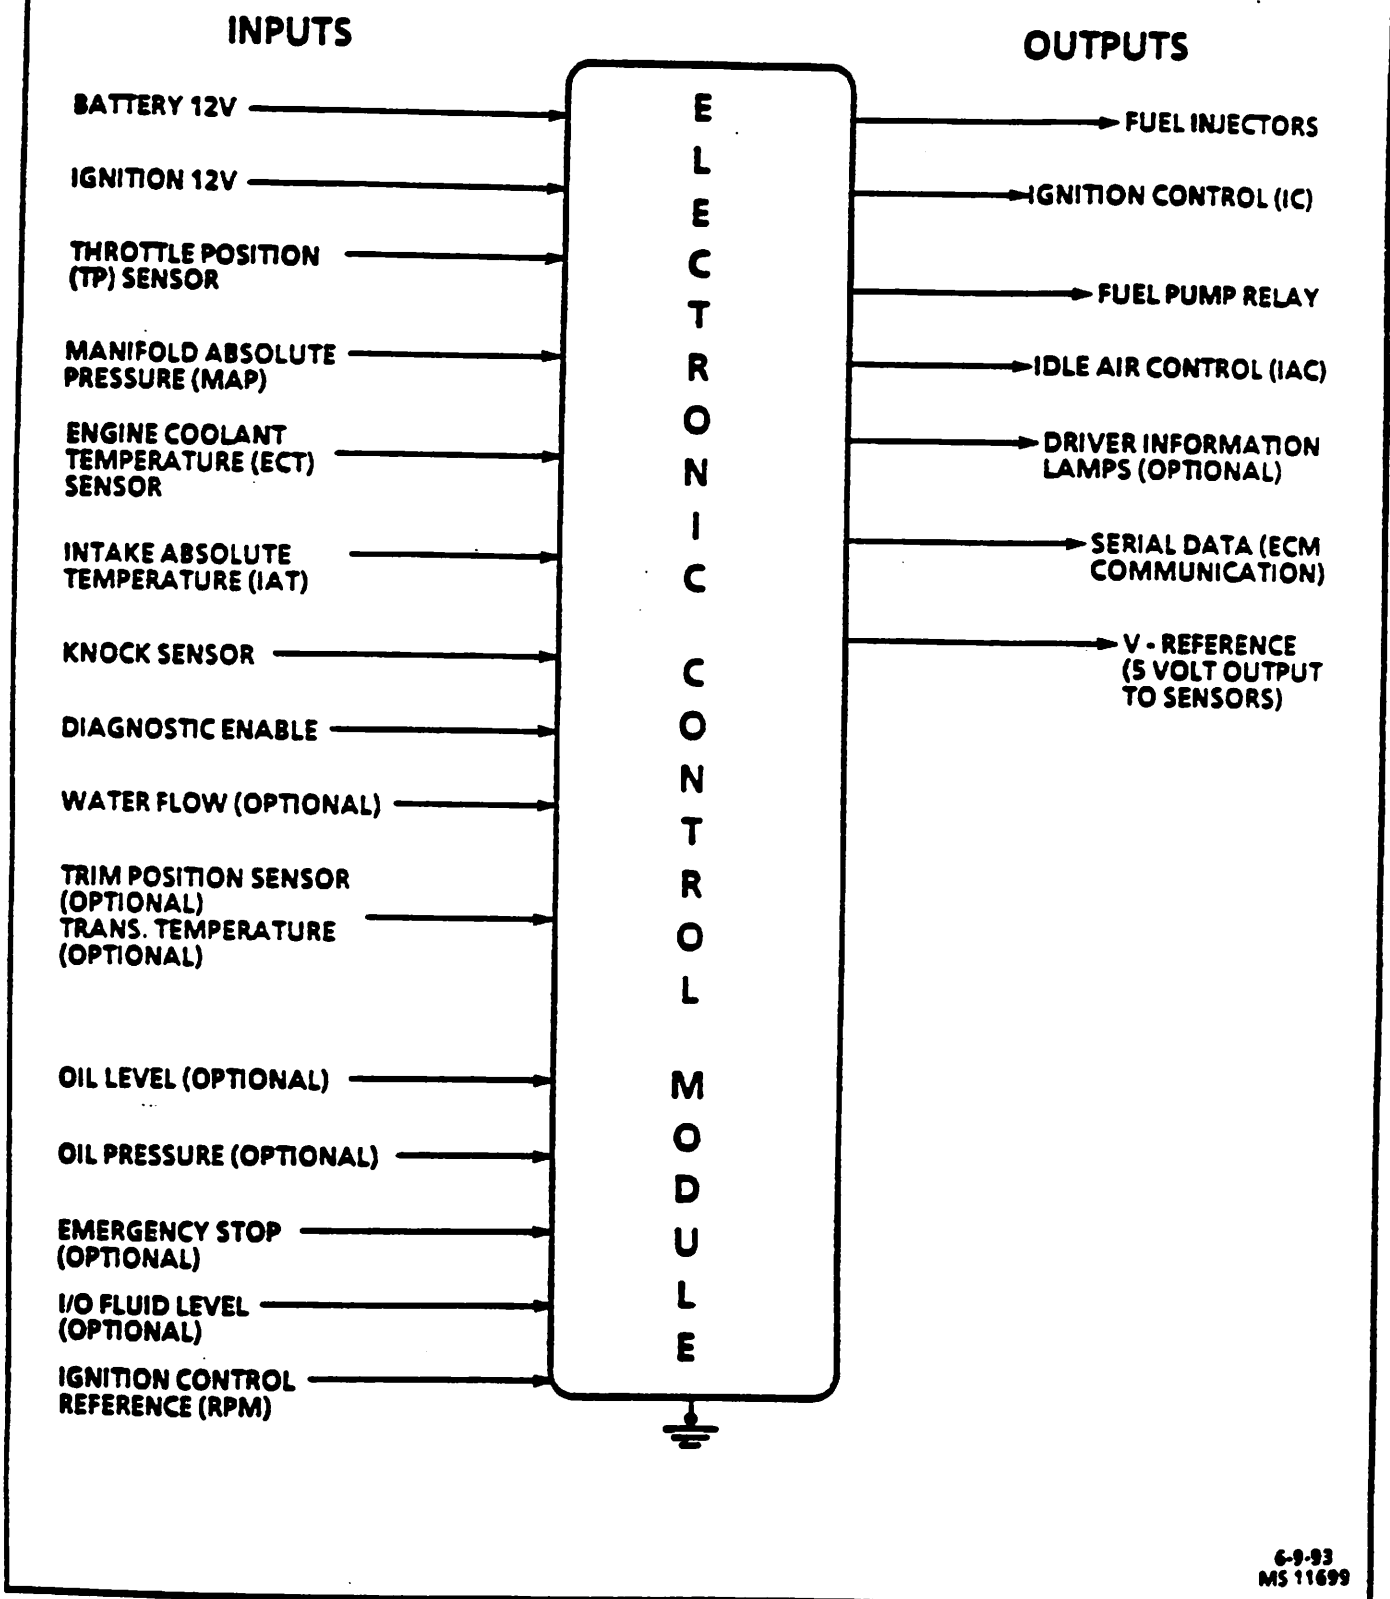 INPUTS
BATTERY 12V
IGNITION 12V
THROTTLE POSITION
(TP) SENSOR
MANIFOLD ABSOLUTE
PRESSURE (MAP)
ENGINE COOLANT
TEMPERATURE (ECT)
SENSOR
INTAKE ABSOLUTE
TEMPERATURE (IAT)
KNOCK SENSOR
DIAGNOSTIC ENABLE
WATER FLOW (OPTIONAL)
TRIM POSITION SENSOR
(OPTIONAL)
TRANS. TEMPERATURE
(OPTIONAL)
OIL LEVEL (OPTIONAL)
OIL PRESSURE (OPTIONAL)
EMERGENCY STOP
(OPTIONAL)
I/O FLUID LEVEL
(OPTIONAL)
IGNITION CONTROL
REFERENCE (RPM)
ELECTRONIC CONTROL MODULE
OUTPUTS
FUEL INJECTORS
IGNITION CONTROL (IC)
FUEL PUMP RELAY
IDLE AIR CONTROL (IAC)
DRIVER INFORMATION
LAMPS (OPTIONAL)
SERIAL DATA (ECM
COMMUNICATION)
V - REFERENCE
(5 VOLT OUTPUT
TO SENSORS)
6-9-93
MS 11699